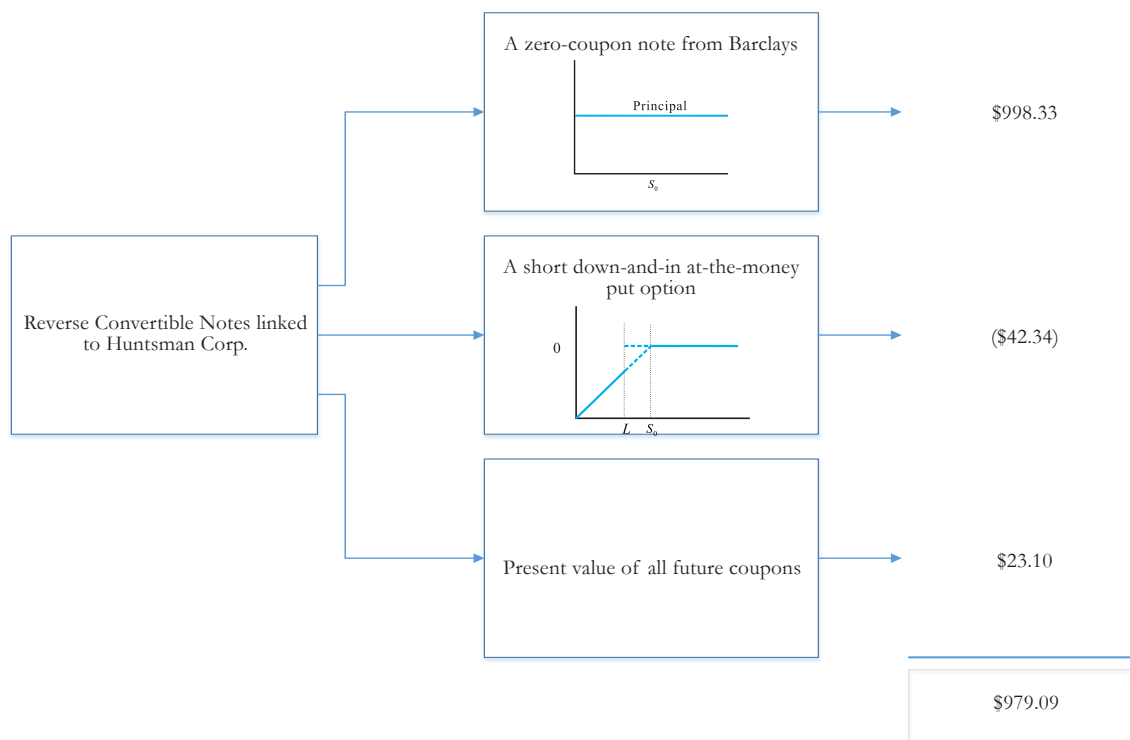 A zero-coupon note from Barclays
Principal
S₀
$998.33
Reverse Convertible Notes linked
to Huntsman Corp.
A short down-and-in at-the-money
put option
0
L S₀
($42.34)
Present value of all future coupons
$23.10
$979.09